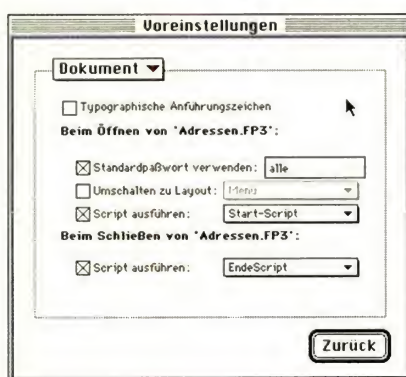 Voreinstellungen
Dokument
Typographische Anführungszeichen
Beim Öffnen von "Adressen.FP3":
Standardpaßwort verwenden: alle
Umschalten zu Layout: Menü
Script ausführen: Start-Script
Beim Schließen von "Adressen.FP3":
Script ausführen: EndeScript
Zurück